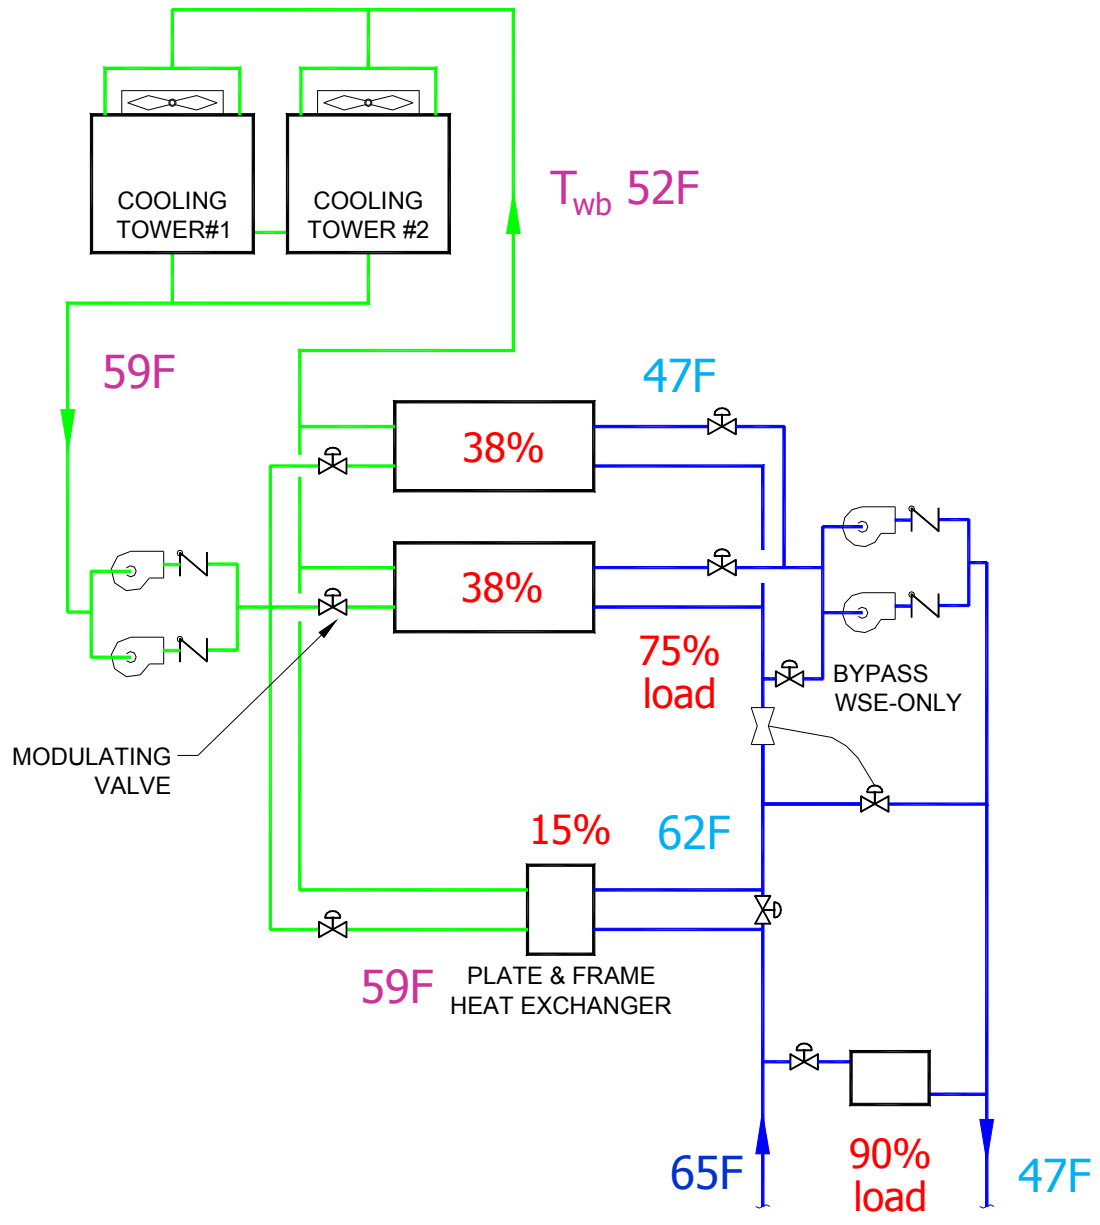 COOLING
TOWER#1
COOLING
TOWER #2
Twb 52F
59F
47F
38%
38%
75%
load
BYPASS
WSE-ONLY
MODULATING
VALVE
15%
62F
59F
PLATE & FRAME
HEAT EXCHANGER
65F
90%
load
47F